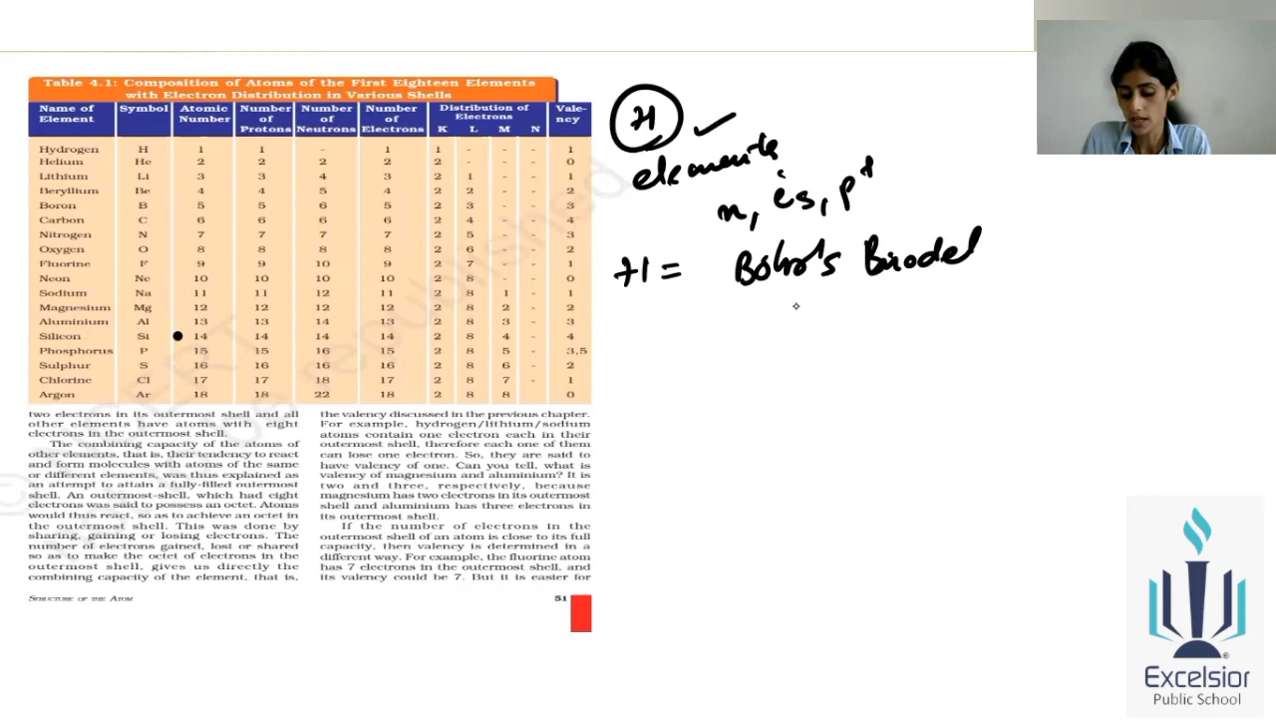 Table 4.1: Composition of Atoms of the First Eighteen Elements
with Electron Distribution in Various Shells
Name of Element Symbol Atomic Number Number of Protons Number of Neutrons Number of Electrons Distribution of Electrons K L M N Vale-ncy
Hydrogen H 1 1 - 1 1 - - - 1
Helium He 2 2 2 2 2 - - - 0
Lithium Li 3 3 4 3 2 1 - - 1
Beryllium Be 4 4 5 4 2 2 - - 2
Boron B 5 5 6 5 2 3 - - 3
Carbon C 6 6 6 6 2 4 - - 4
Nitrogen N 7 7 7 7 2 5 - - 3
Oxygen O 8 8 8 8 2 6 - - 2
Fluorine F 9 9 10 9 2 7 - - 1
Neon Ne 10 10 10 10 2 8 - - 0
Sodium Na 11 11 12 11 2 8 1 - 1
Magnesium Mg 12 12 12 12 2 8 2 - 2
Aluminium Al 13 13 14 13 2 8 3 - 3
Silicon Si 14 14 14 14 2 8 4 - 4
Phosphorus P 15 15 16 15 2 8 5 - 3,5
Sulphur S 16 16 16 16 2 8 6 - 2
Chlorine Cl 17 17 18 17 2 8 7 - 1
Argon Ar 18 18 22 18 2 8 8 0
two electrons in its outermost shell and all
other elements have atoms with eight
electrons in the outermost shell.
The combining capacity of the atoms of
other elements, that is, their tendency to react
and form molecules with atoms of the same
or different elements, was thus explained as
an attempt to attain a fully-filled outermost
shell. An outermost-shell, which had eight
electrons was said to possess an octet. Atoms
would thus react, so as to achieve an octet in
the outermost shell. This was done by
sharing, gaining or losing electrons. The
number of electrons gained, lost or shared
so as to make the octet of electrons in the
outermost shell, gives us directly the
combining capacity of the element, that is,
the valency discussed in the previous chapter.
For example, hydrogen/lithium/sodium
atoms contain one electron each in their
outermost shell, therefore each one of them
can lose one electron. So, they are said to
have valency of one. Can you tell, what is
valency of magnesium and aluminium? It is
two and three, respectively, because
magnesium has two electrons in its outermost
shell and aluminium has three electrons in
its outermost shell.
If the number of electrons in the
outermost shell of an atom is close to its full
capacity, then valency is determined in a
different way. For example, the fluorine atom
has 7 electrons in the outermost shell, and
its valency could be 7. But it is easier for
STRUCTURE OF THE ATOM 51
H
elements
n, es, p+
H = Bohr's
Excelsior
Public School